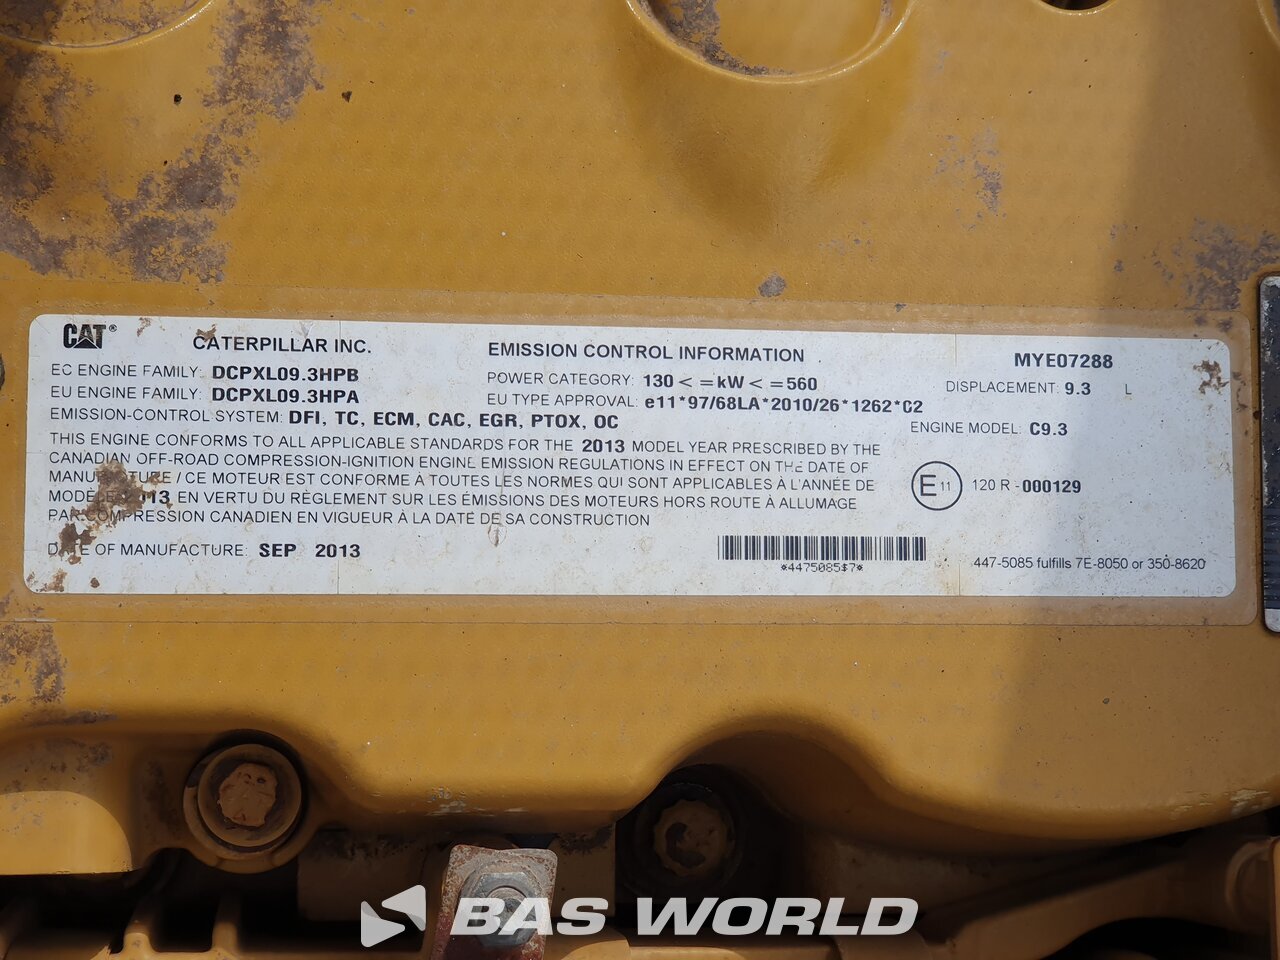 CAT®
CATERPILLAR INC.
EMISSION CONTROL INFORMATION
MYE07288
EC ENGINE FAMILY: DCPXL09.3HPB
POWER CATEGORY: 130 < =kW < =560
DISPLACEMENT: 9.3 L
EU ENGINE FAMILY: DCPXL09.3HPA
EU TYPE APPROVAL: e11*97/68LA*2010/26*1262*02
EMISSION-CONTROL SYSTEM: DFI, TC, ECM, CAC, EGR, PTOX, OC
ENGINE MODEL: C9.3
THIS ENGINE CONFORMS TO ALL APPLICABLE STANDARDS FOR THE 2013 MODEL YEAR PRESCRIBED BY THE
CANADIAN OFF-ROAD COMPRESSION-IGNITION ENGINE EMISSION REGULATIONS IN EFFECT ON THE DATE OF
MANUFACTURE / CE MOTEUR EST CONFORME À TOUTES LES NORMES QUI SONT APPLICABLES À L'ANNÉE DE
MODÈLE 2013 EN VERTU DU RÈGLEMENT SUR LES ÉMISSIONS DES MOTEURS HORS ROUTE À ALLUMAGE
PAR COMPRESSION CANADIEN EN VIGUEUR À LA DATE DE SA CONSTRUCTION
E11 120 R - 000129
DATE OF MANUFACTURE: SEP 2013
*4475085$7*
447-5085 fulfills 7E-8050 or 350-8620
BAS WORLD